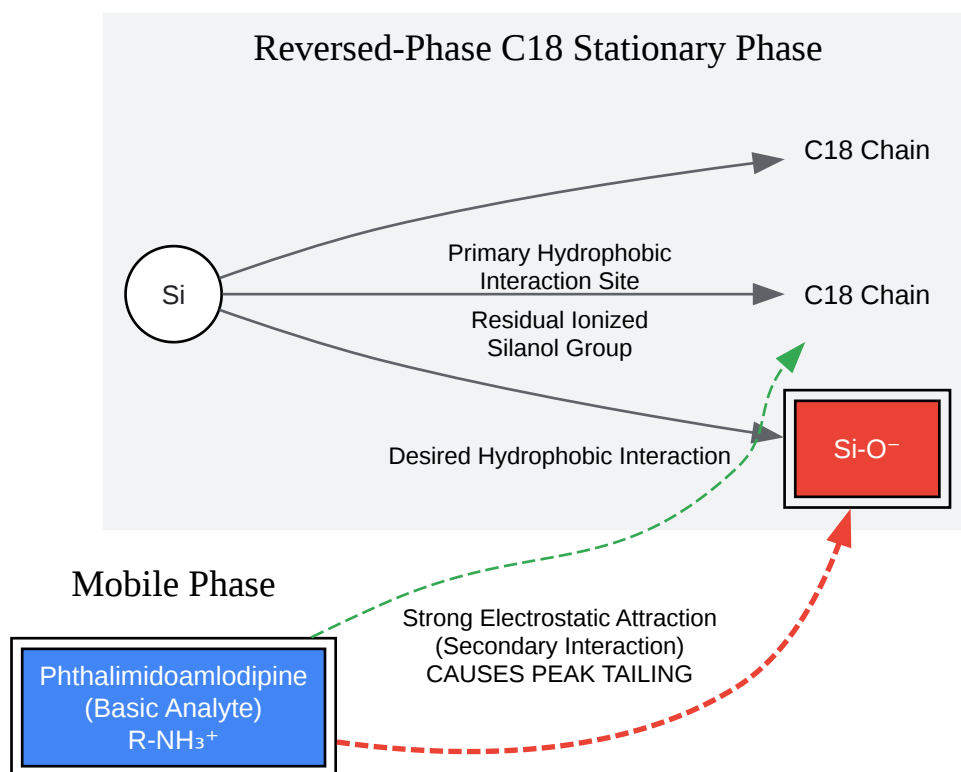 Reversed-Phase C18 Stationary Phase
C18 Chain
Primary Hydrophobic
Interaction Site
Si
C18 Chain
Residual Ionized
Silanol Group
Desired Hydrophobic Interaction
Si-O⁻
Mobile Phase
Strong Electrostatic Attraction
(Secondary Interaction)
CAUSES PEAK TAILING
Phthalimidoamlodipine
(Basic Analyte)
R-NH₃⁺